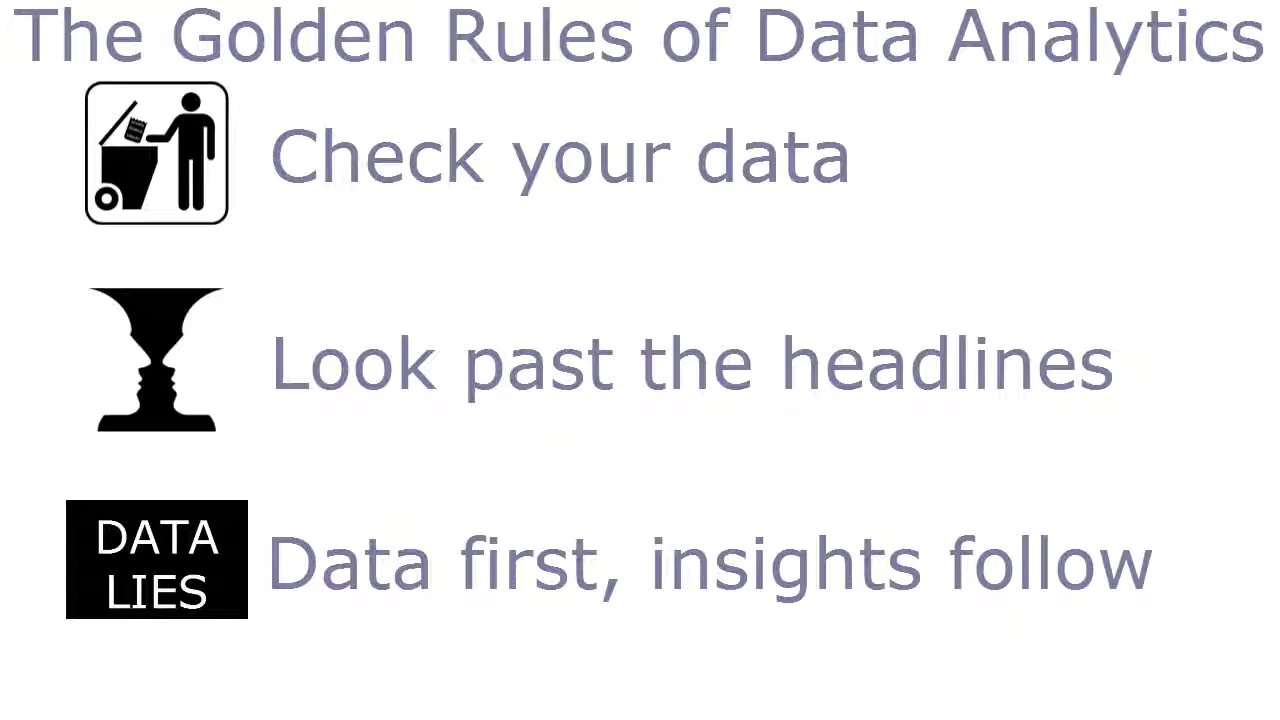 The Golden Rules of Data Analytics
Check your data
Look past the headlines
DATA
LIES
Data first, insights follow